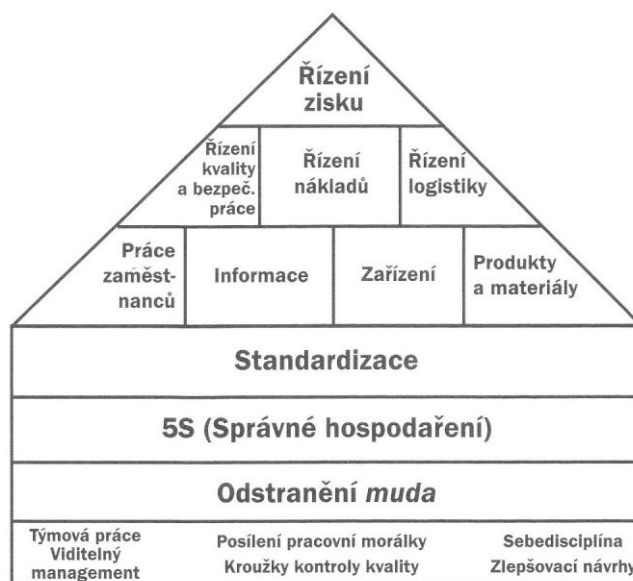 Řízení
zisku
Řízení
kvality
a bezpeč.
práce
Řízení
nákladů
Řízení
logistiky
Práce
zaměst-
nanců
Informace
Zařízení
Produkty
a materiály
Standardizace
5S (Správné hospodaření)
Odstranění muda
Týmová práce
Viditelný
management
Posílení pracovní morálky
Kroužky kontroly kvality
Sebedisciplína
Zlepšovací návrhy